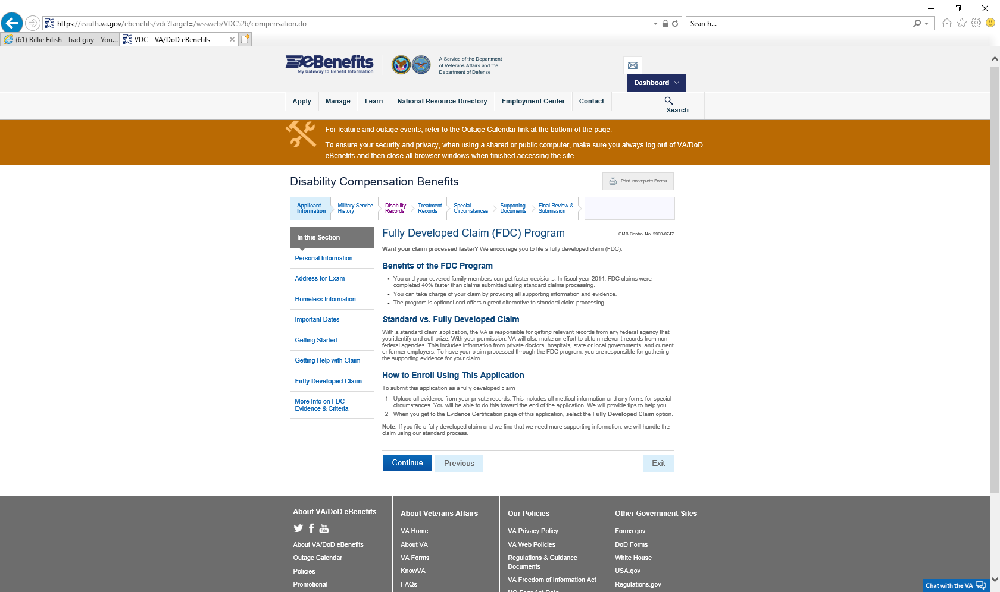 https://eauth.va.gov/ebenefits/vdc?target=/wssweb/VDC526/compensation.do
Search...
(61) Billie Eilish - bad guy - You...
VDC - VA/DoD eBenefits
eBenefits
My Gateway to Benefit Information
A Service of the Department
of Veterans Affairs and the
Department of Defense
Dashboard
Apply
Manage
Learn
National Resource Directory
Employment Center
Contact
Search
For feature and outage events, refer to the Outage Calendar link at the bottom of the page.
To ensure your security and privacy, when using a shared or public computer, make sure you always log out of VA/DoD
eBenefits and then close all browser windows when finished accessing the site.
Disability Compensation Benefits
Print Incomplete Forms
Applicant
Information
Military Service
History
Disability
Records
Treatment
Records
Special
Circumstances
Supporting
Documents
Final Review &
Submission
In this Section
Personal Information
Address for Exam
Homeless Information
Important Dates
Getting Started
Getting Help with Claim
Fully Developed Claim
More Info on FDC
Evidence & Criteria
Fully Developed Claim (FDC) Program
OMB Control No. 2900-0747
Want your claim processed faster? We encourage you to file a fully developed claim (FDC).
Benefits of the FDC Program
• You and your covered family members can get faster decisions. In fiscal year 2014, FDC claims were
completed 40% faster than claims submitted using standard claims processing.
• You can take charge of your claim by providing all supporting information and evidence.
• The program is optional and offers a great alternative to standard claim processing.
Standard vs. Fully Developed Claim
With a standard claim application, the VA is responsible for getting relevant records from any federal agency that
you identify and authorize. With your permission, VA will also make an effort to obtain relevant records from non-
federal agencies. This includes information from private doctors, hospitals, state or local governments, and current
or former employers. To have your claim processed through the FDC program, you are responsible for gathering
the supporting evidence for your claim.
How to Enroll Using This Application
To submit this application as a fully developed claim
1. Upload all evidence from your private records. This includes all medical information and any forms for special
circumstances. You will be able to do this toward the end of the application. We will provide tips to help you.
2. When you get to the Evidence Certification page of this application, select the Fully Developed Claim option.
Note: If you file a fully developed claim and we find that we need more supporting information, we will handle the
claim using our standard process.
Continue
Previous
Exit
About VA/DoD eBenefits
You
Tube
About VA/DoD eBenefits
Outage Calendar
Policies
Promotional
About Veterans Affairs
VA Home
About VA
VA Forms
KnowVA
FAQs
Our Policies
VA Privacy Policy
VA Web Policies
Regulations & Guidance
Documents
VA Freedom of Information Act
NO Fear Act Data
Other Government Sites
Forms.gov
DoD Forms
White House
USA.gov
Regulations.gov
Chat with the VA